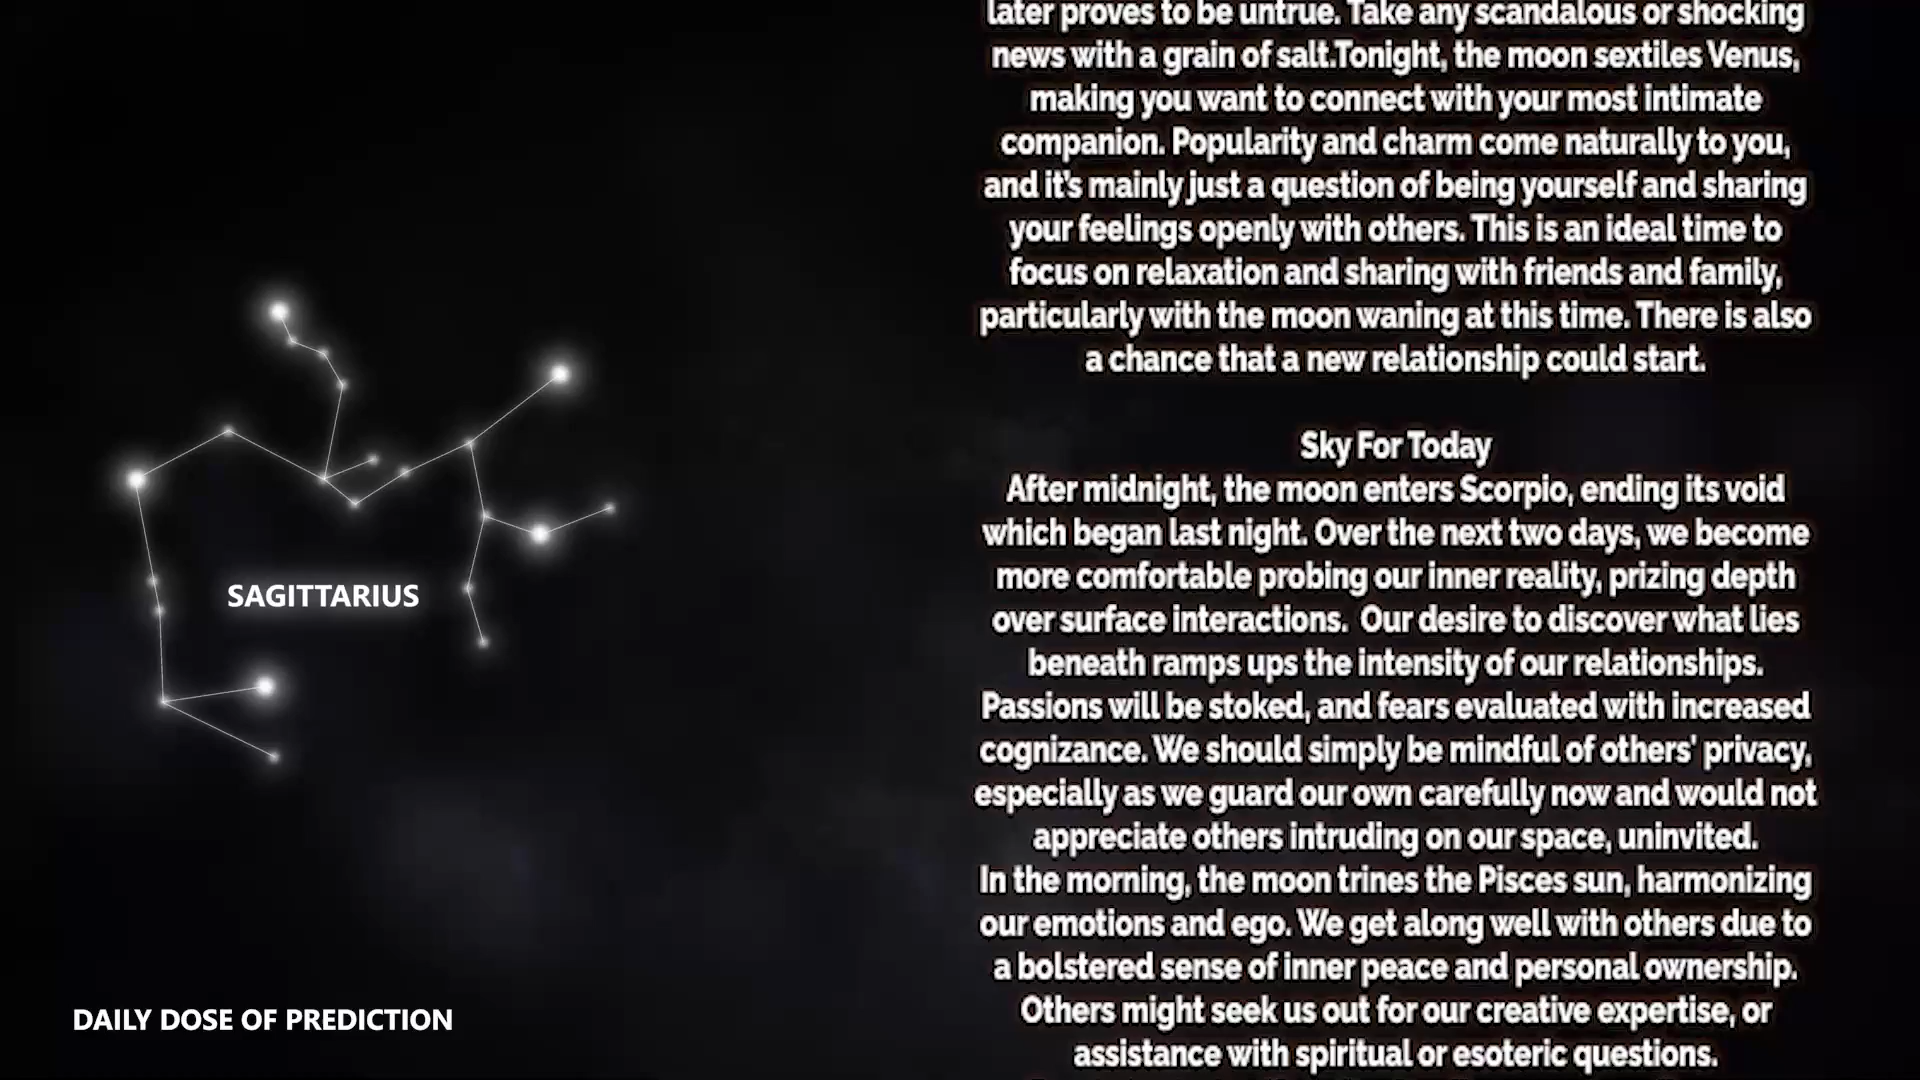 later proves to be untrue. Take any scandalous or shocking
news with a grain of salt.Tonight, the moon sextiles Venus,
making you want to connect with your most intimate
companion. Popularity and charm come naturally to you,
and it's mainly just a question of being yourself and sharing
your feelings openly with others. This is an ideal time to
focus on relaxation and sharing with friends and family,
particularly with the moon waning at this time. There is also
a chance that a new relationship could start.
Sky For Today
After midnight, the moon enters Scorpio, ending its void
which began last night. Over the next two days, we become
more comfortable probing our inner reality, prizing depth
over surface interactions.  Our desire to discover what lies
beneath ramps ups the intensity of our relationships.
Passions will be stoked, and fears evaluated with increased
cognizance. We should simply be mindful of others' privacy,
especially as we guard our own carefully now and would not
appreciate others intruding on our space, uninvited.
In the morning, the moon trines the Pisces sun, harmonizing
our emotions and ego. We get along well with others due to
a bolstered sense of inner peace and personal ownership.
Others might seek us out for our creative expertise, or
assistance with spiritual or esoteric questions.
SAGITTARIUS
DAILY DOSE OF PREDICTION